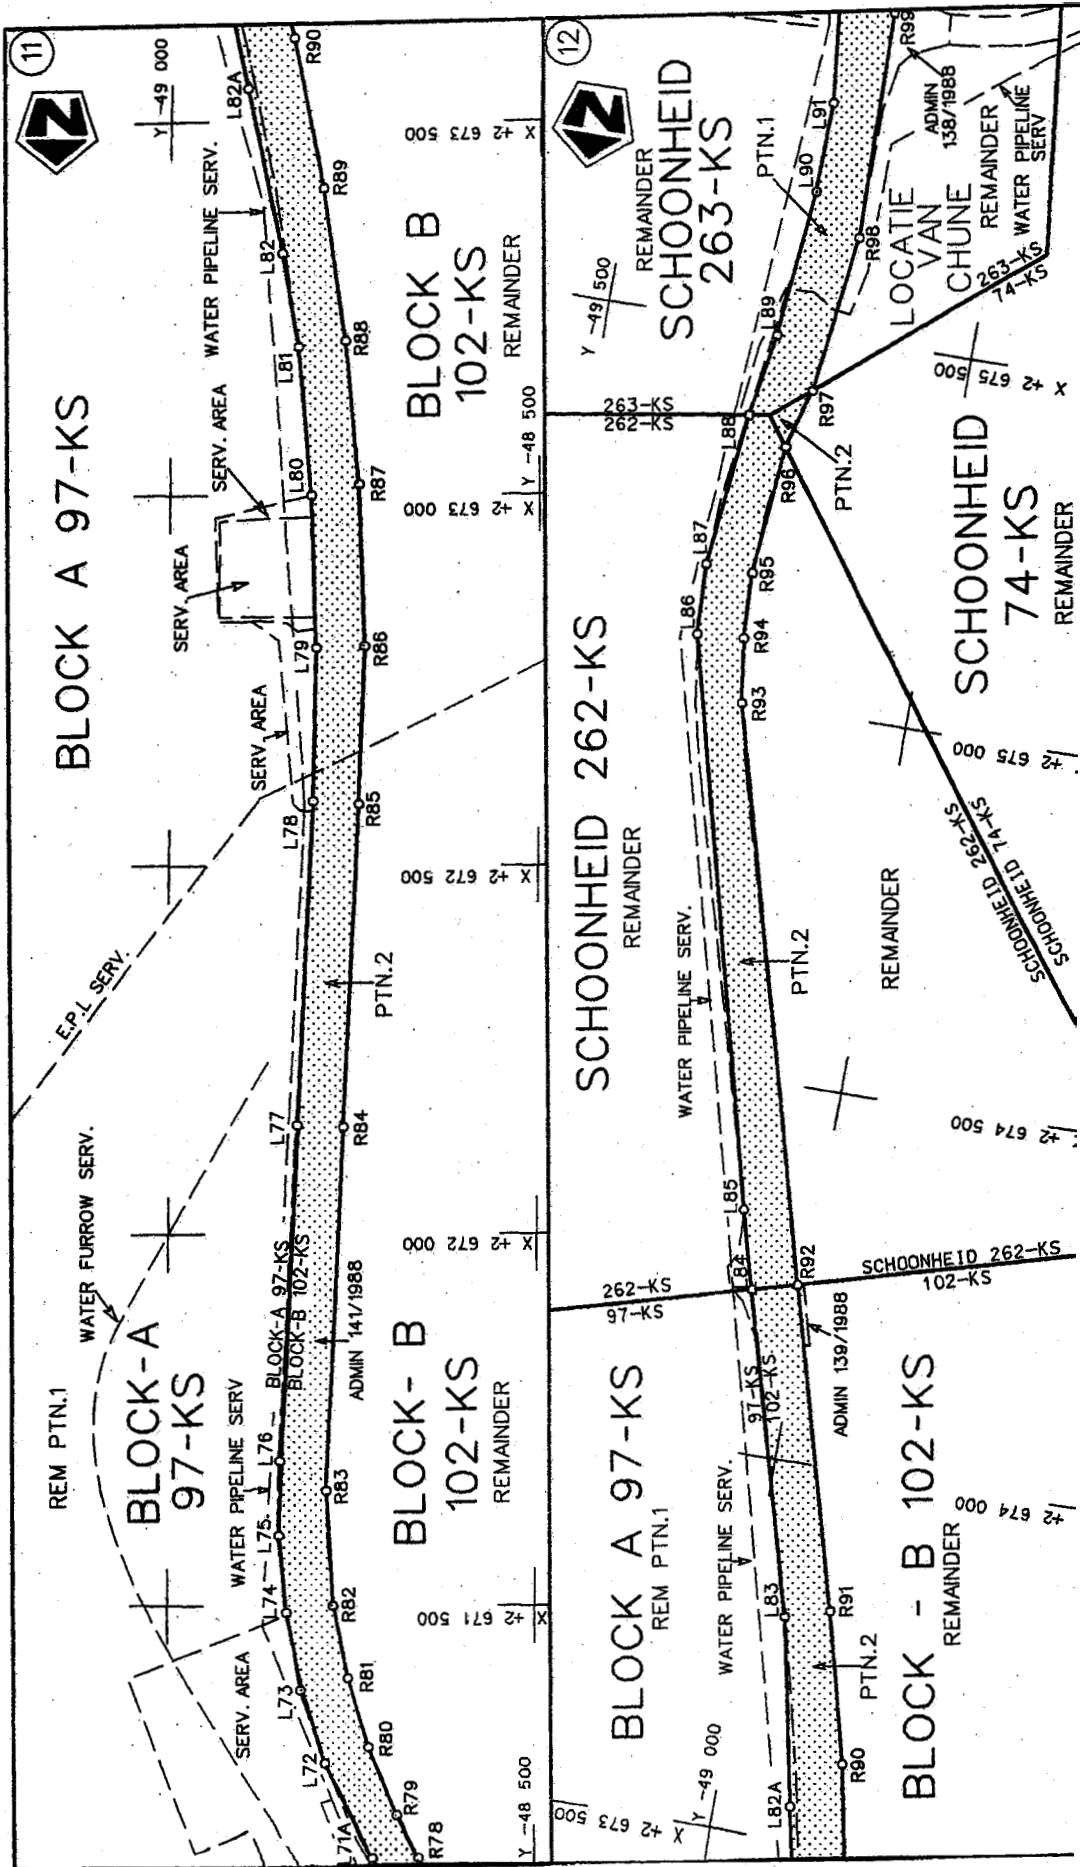 11
N
BLOCK A 97-KS
E.P.L SERV.
WATER FURROW SERV.
REM PTN.1
BLOCK-A
97-KS
WATER PIPELINE SERV
SERV. AREA
SERV. AREA
SERV. AREA
SERV. AREA
WATER PIPELINE SERV.
Y -49 000
L71A
L72
L73
L74
L75
L76
L77
L78
L79
L80
L81
L82
L82A
BLOCK-A 97-KS
BLOCK-B 102-KS
ADMIN 141/1988
PTN.2
R78
R79
R80
R81
R82
R83
R84
R85
R86
R87
R88
R89
R90
BLOCK- B
102-KS
REMAINDER
BLOCK B
102-KS
REMAINDER
Y -48 500
X +2 671 500
X +2 672 000
X +2 672 500
X +2 673 000
Y -48 500
X +2 673 500
12
N
SCHOONHEID 262-KS
REMAINDER
REMAINDER
SCHOONHEID
263-KS
Y -49 500
PTN.1
263-KS
292-KS
262-KS
97-KS
BLOCK A 97-KS
REM PTN.1
WATER PIPELINE SERV.
WATER PIPELINE SERV.
X +2 673 500
Y -49 000
L82A
L83
L84
L85
L86
L87
L88
L89
L90
L91
97-KS
102-KS
R90
R91
R92
R93
R94
R95
R96
R97
R98
R99
PTN.2
PTN.2
PTN.2
ADMIN 139/1988
BLOCK - B 102-KS
REMAINDER
SCHOONHEID 262-KS
102-KS
REMAINDER
SCHOONHEID 262-KS
SCHOONHEID 74-KS
SCHOONHEID
74-KS
REMAINDER
LOCATIE
VAN
CHUNE
REMAINDER
WATER PIPELINE
SERV
ADMIN
138/1988
263-KS
74-KS
+2 674 000
+2 674 500
+2 675 000
X +2 675 500